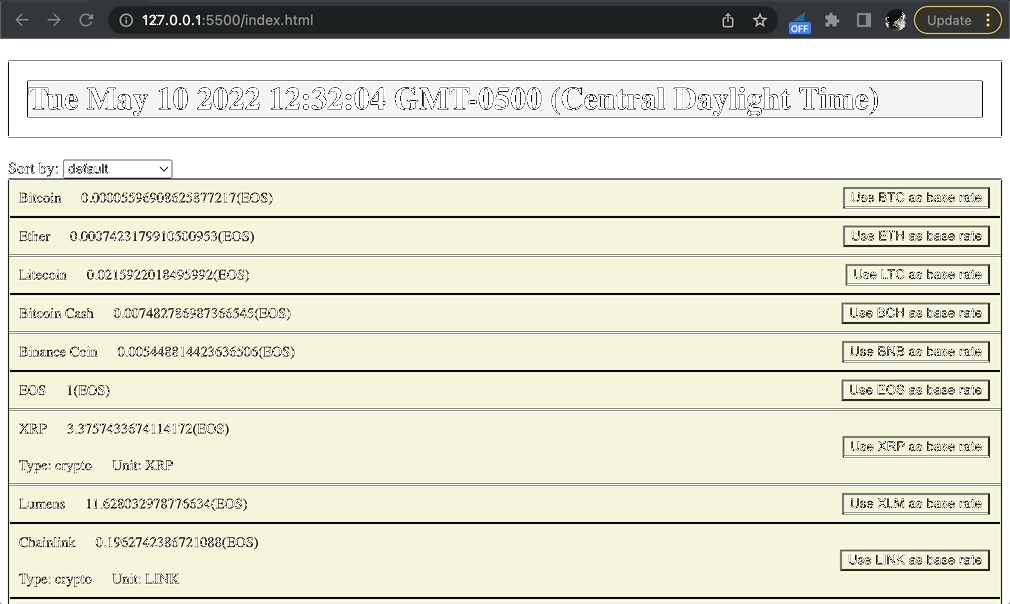 127.0.0.1:5500/index.html
OFF
Update
Tue May 10 2022 12:32:04 GMT-0500 (Central Daylight Time)
Sort by: default
Bitcoin 0.00005596908625877217(EOS) Use BTC as base rate
Ether 0.0007423179910500953(EOS) Use ETH as base rate
Litecoin 0.0215922018495992(EOS) Use LTC as base rate
Bitcoin Cash 0.007482786987366545(EOS) Use BCH as base rate
Binance Coin 0.005448814423636506(EOS) Use BNB as base rate
EOS 1(EOS) Use EOS as base rate
XRP 3.3757433674114172(EOS)
Use XRP as base rate
Type: crypto Unit: XRP
Lumens 11.628032978776634(EOS) Use XLM as base rate
Chainlink 0.1962742386721088(EOS)
Use LINK as base rate
Type: crypto Unit: LINK